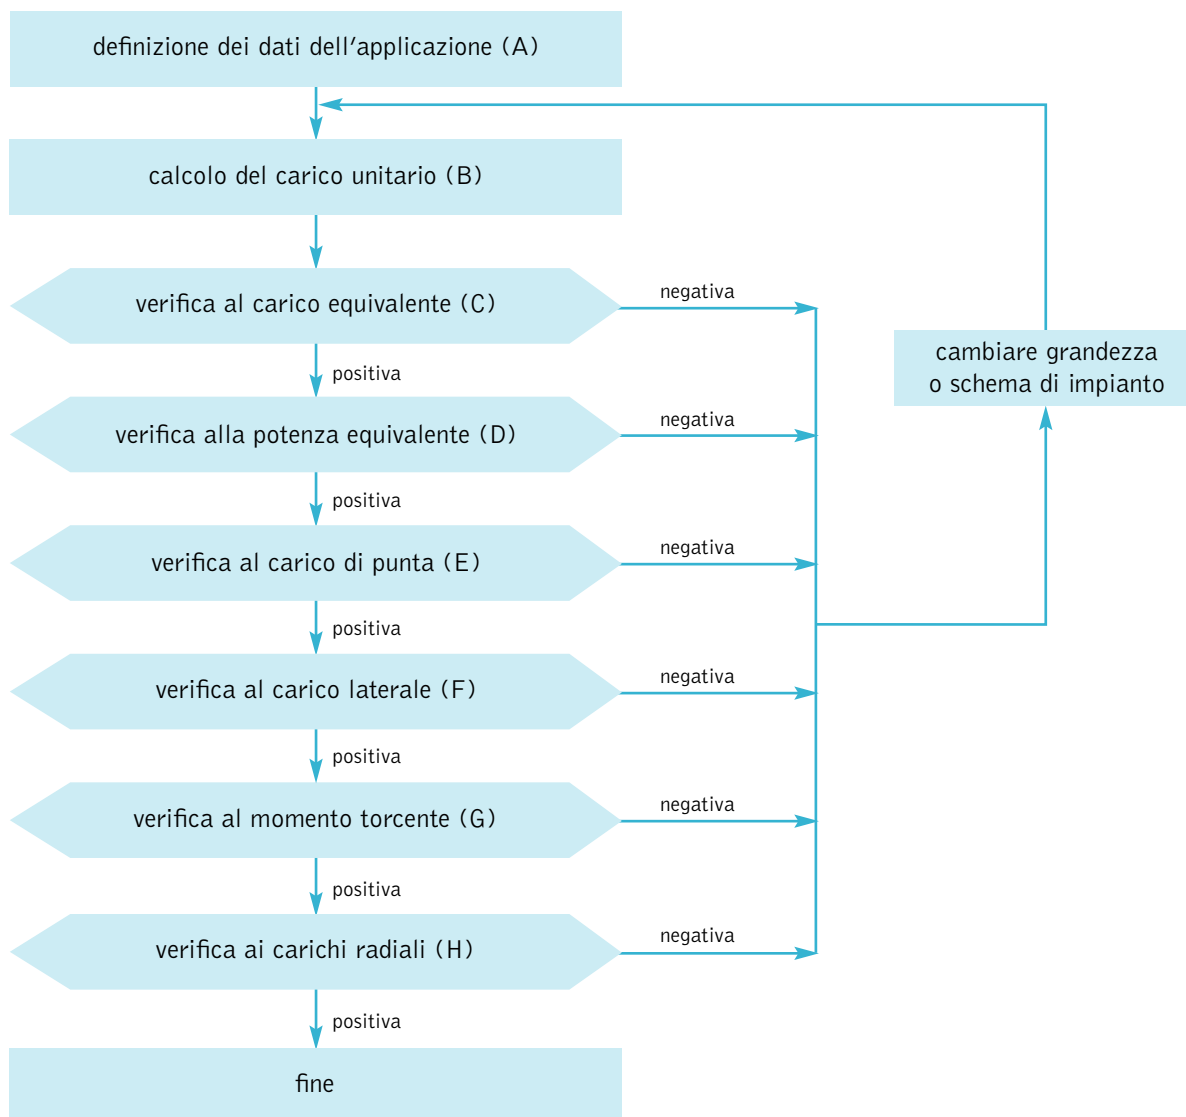 definizione dei dati dell'applicazione (A)
calcolo del carico unitario (B)
verifica al carico equivalente (C)
negativa
cambiare grandezza
o schema di impianto
positiva
verifica alla potenza equivalente (D)
negativa
positiva
verifica al carico di punta (E)
negativa
positiva
verifica al carico laterale (F)
negativa
positiva
verifica al momento torcente (G)
negativa
positiva
verifica ai carichi radiali (H)
negativa
positiva
fine